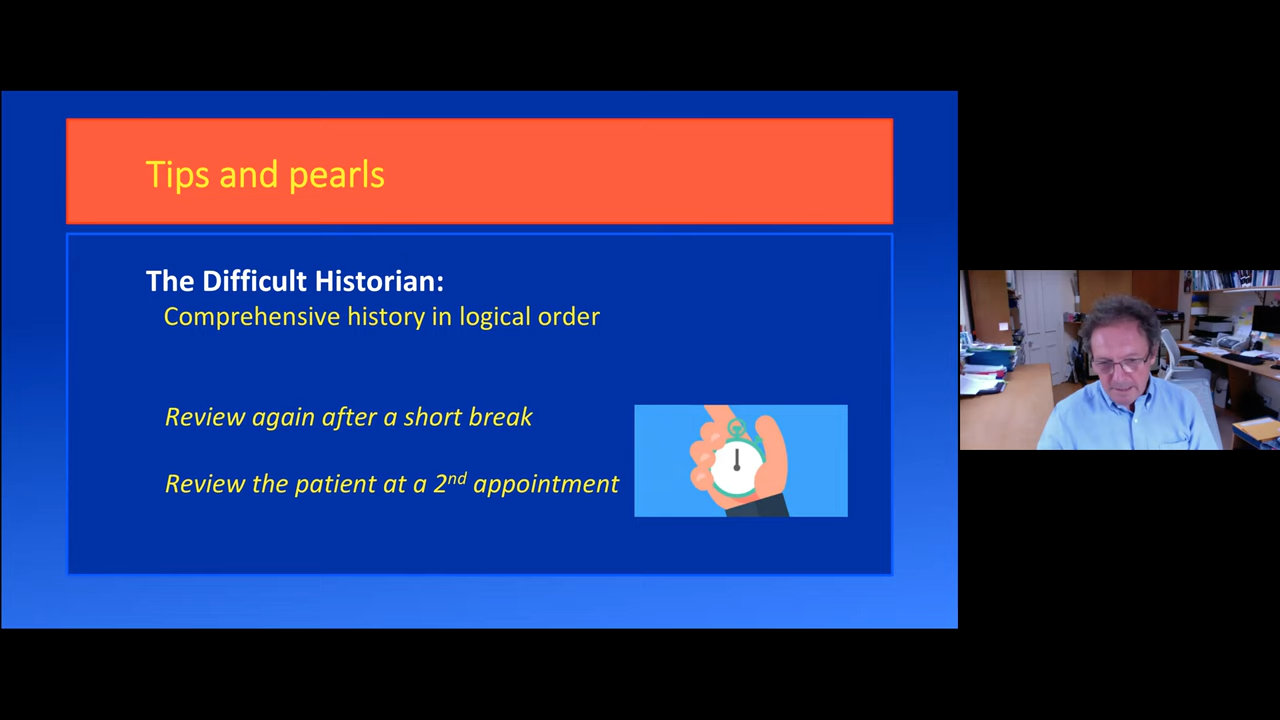 Tips and pearls
The Difficult Historian:
Comprehensive history in logical order
Review again after a short break
Review the patient at a 2nd appointment